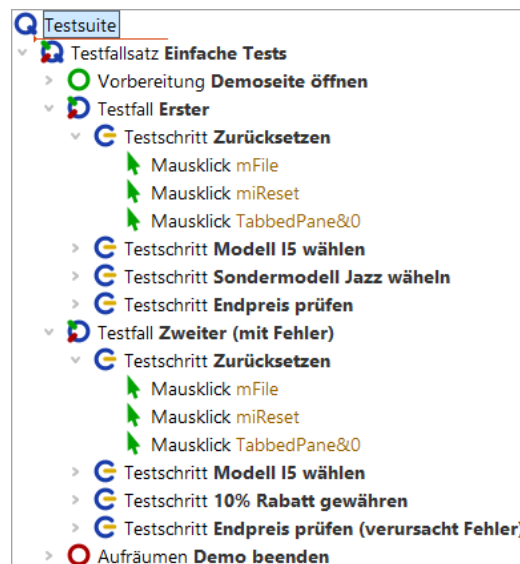 Testsuite
Testfallsatz Einfache Tests
Vorbereitung Demoseite öffnen
Testfall Erster
Testschritt Zurücksetzen
Mausklick mFile
Mausklick miReset
Mausklick TabbedPane&0
Testschritt Modell I5 wählen
Testschritt Sondermodell Jazz wäheln
Testschritt Endpreis prüfen
Testfall Zweiter (mit Fehler)
Testschritt Zurücksetzen
Mausklick mFile
Mausklick miReset
Mausklick TabbedPane&0
Testschritt Modell I5 wählen
Testschritt 10% Rabatt gewähren
Testschritt Endpreis prüfen (verursacht Fehler)
Aufräumen Demo beenden